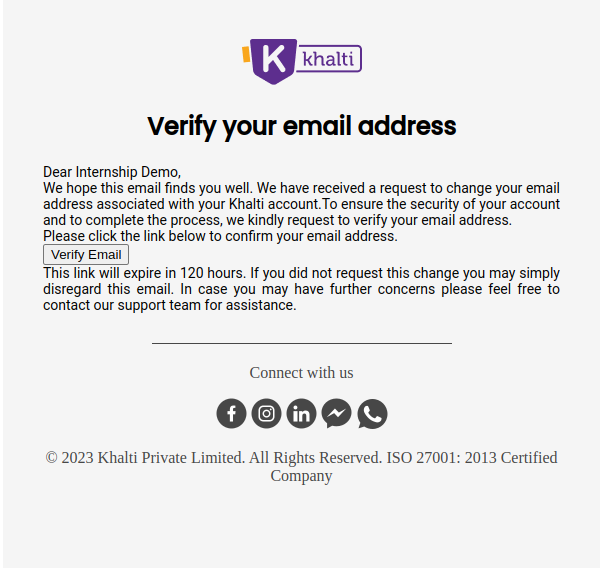 K khalti
Verify your email address
Dear Internship Demo,
We hope this email finds you well. We have received a request to change your email
address associated with your Khalti account.To ensure the security of your account
and to complete the process, we kindly request to verify your email address.
Please click the link below to confirm your email address.
Verify Email
This link will expire in 120 hours. If you did not request this change you may simply
disregard this email. In case you may have further concerns please feel free to
contact our support team for assistance.
Connect with us
© 2023 Khalti Private Limited. All Rights Reserved. ISO 27001: 2013 Certified
Company